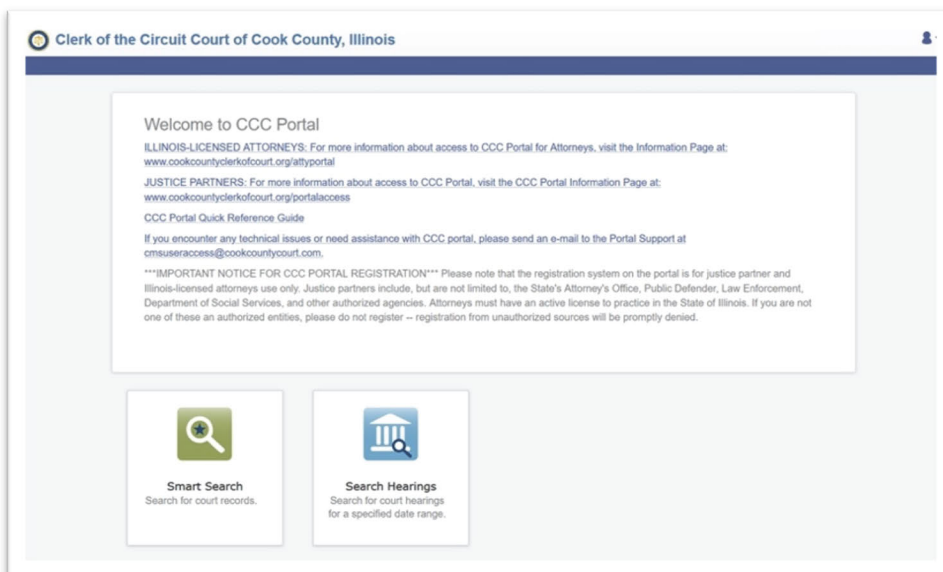 Clerk of the Circuit Court of Cook County, Illinois
Welcome to CCC Portal
ILLINOIS-LICENSED ATTORNEYS: For more information about access to CCC Portal for Attorneys, visit the Information Page at:
www.cookcountyclerkofcourt.org/attyportal
JUSTICE PARTNERS: For more information about access to CCC Portal, visit the CCC Portal Information Page at:
www.cookcountyclerkofcourt.org/portalaccess
CCC Portal Quick Reference Guide
If you encounter any technical issues or need assistance with CCC portal, please send an e-mail to the Portal Support at
cmsuseraccess@cookcountycourt.com.
***IMPORTANT NOTICE FOR CCC PORTAL REGISTRATION*** Please note that the registration system on the portal is for justice partner and
Illinois-licensed attorneys use only. Justice partners include, but are not limited to, the State's Attorney's Office, Public Defender, Law Enforcement,
Department of Social Services, and other authorized agencies. Attorneys must have an active license to practice in the State of Illinois. If you are not
one of these an authorized entities, please do not register -- registration from unauthorized sources will be promptly denied.
Smart Search
Search for court records.
Search Hearings
Search for court hearings
for a specified date range.